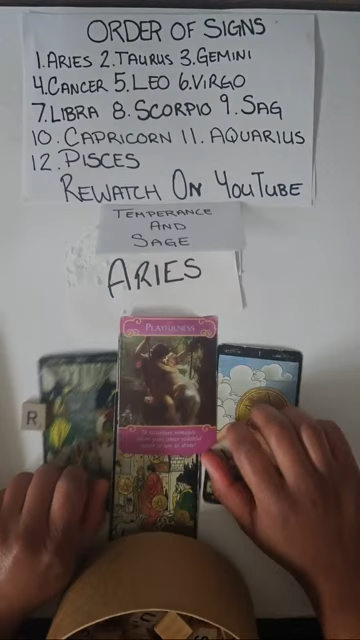 ORDER OF SIGNS
1.ARIES 2.TAURUS 3.GEMINI
4.CANCER 5.LEO 6.VIRGO
7.LIBRA 8.SCORPIO 9.SAG
10.CAPRICORN 11.AQUARIUS
12.PISCES
REWATCH ON YOUTUBE
TEMPERANCE
AND
SAGE
ARIES
PLAYFULNESS
R